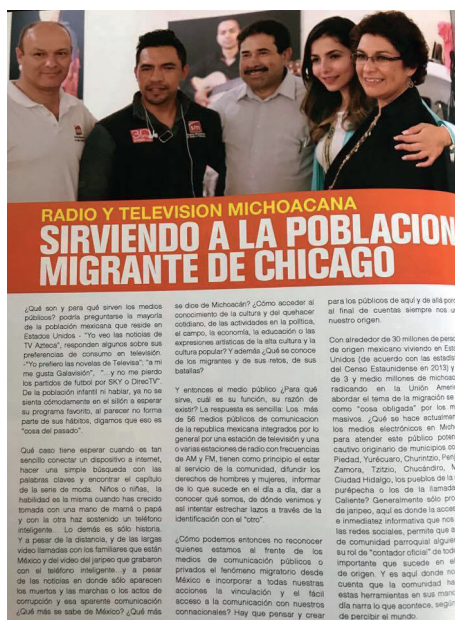 RADIO Y TELEVISION MICHOACANA
SIRVIENDO A LA POBLACION
MIGRANTE DE CHICAGO
¿Qué son y para qué sirven los medios
públicos? podría preguntarse la mayoría
de la población mexicana que reside en
Estados Unidos - "Yo veo las noticias de
TV Azteca", responden algunos sobre sus
preferencias de consumo en televisión.
-"Yo prefiero las novelas de Televisa"; "a mi
me gusta Galavisión", "...y no me pierdo
los partidos de futbol por SKY o DirecTV".
De la población infantil ni hablar, ya no se
sienta cómodamente en el sillón a esperar
su programa favorito, al parecer no forma
parte de sus hábitos, digamos que eso es
"cosa del pasado".
Qué caso tiene esperar cuando es tan
sencillo conectar un dispositivo a internet,
hacer una simple búsqueda con las
palabras claves y encontrar el capítulo
de la serie de moda. Niños o niñas, la
habilidad es la misma cuando has crecido
tomada con una mano de mamá o papá
y con la otra haz sostenido un teléfono
inteligente. Lo demás es sólo historia.
Y a pesar de la distancia, y de las largas
video llamadas con los familiares que están
México y del video del jaripeo que grabaron
con el teléfono inteligente...y a pesar
de las noticias en donde sólo aparecen
los muertos y las marchas o los actos de
corrupción y esa aparente comunicación
¿Qué más se sabe de México? ¿Qué más
se dice de Michoacán? ¿Cómo acceder al
conocimiento de la cultura y del quehacer
cotidiano, de las actividades en la política,
el campo, la economía, la educación o las
expresiones artísticas de la alta cultura y la
cultura popular? Y además ¿Qué se conoce
de los migrantes y de sus retos, de sus
batallas?
Y entonces el medio público ¿Para qué
sirve, cuál es su función, su razón de
existir? La respuesta es sencilla: Los más
de 56 medios públicos de comunicacion
de la republica mexicana integrados por lo
general por una estación de televisión y una
o varias estaciones de radio con frecuencias
de AM y FM, tienen como principio el estar
al servicio de la comunidad, difundir los
derechos de hombres y mujeres, informar
de lo que sucede en el día a día, dar a
conocer qué somos, de dónde venimos y
así intentar estrechar lazos a través de la
identificación con el "otro".
¿Cómo podemos entonces no reconocer
quienes estamos al frente de los
medios de comunicación públicos o
privados el fenómeno migratorio desde
México e incorporar a todas nuestras
acciones la vinculación y el fácil
acceso a la comunicación con nuestros
connacionales? Hay que pensar y crear
para los públicos de aquí y de allá
al final de cuentas siempre nos
nuestro origen.
Con alrededor de 30 millones de
de origen mexicano viviendo en
Unidos [de acuerdo con las
del Censo Estaunidense en 2013) y
de 3 y medio millones de
radicando en la Unión
abordar el tema de la migración se
como "cosa obligada" por los
masivos. ¿Qué se hace
los medios electrónicos en
para atender este público
cautivo originario de municipios
Piedad, Yurécuaro, Churintzio,
Zamora, Tzitzio, Chucándiro,
Ciudad Hidalgo, los pueblos de la
purépecha o los de la llamada
Caliente? Generalmente sólo
de jaripeo, aquí es donde la
e inmediatez informativa que nos
las redes sociales, permite que a
de comunidad parroquial
su rol de "contador oficial" de
importante que sucede en el
de origen. Y es aquí donde no
cuenta que la comunidad
estas herramientas en sus
día narra lo que acontece,
de percibir el mundo.